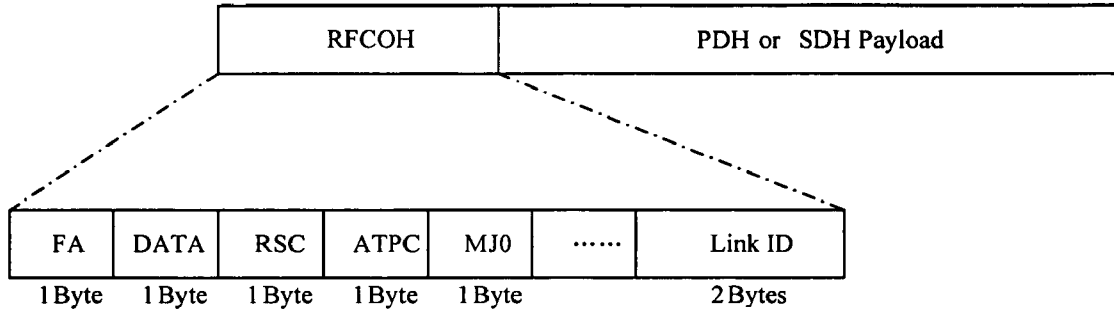 RFCOH PDH or SDH Payload
FA DATA RSC ATPC MJ0 ...... Link ID
1 Byte 1 Byte 1 Byte 1 Byte 1 Byte 2 Bytes